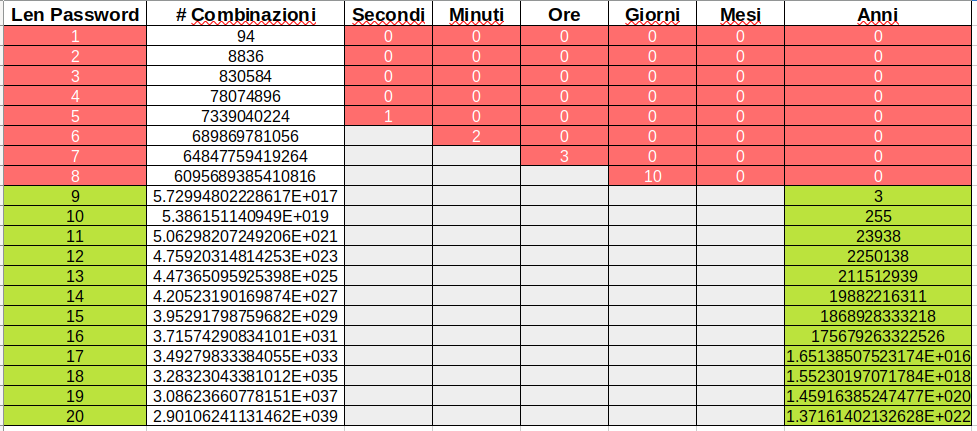 Len Password # Combinazioni Secondi Minuti Ore Giorni Mesi Anni
1 94 0 0 0 0 0 0
2 8836 0 0 0 0 0 0
3 830584 0 0 0 0 0 0
4 78074896 0 0 0 0 0 0
5 7339040224 1 0 0 0 0 0
6 689869781056 2 0 0 0 0
7 64847759419264 3 0 0 0
8 6095689385410816 10 0 0
9 5.72994802228617E+017 3
10 5.386151140949E+019 255
11 5.06298207249206E+021 23938
12 4.75920314814253E+023 2250138
13 4.47365095925398E+025 211512939
14 4.20523190169874E+027 19882216311
15 3.95291798759682E+029 1868928333218
16 3.71574290834101E+031 175679263322526
17 3.49279833384055E+033 1.65138507523174E+016
18 3.28323043381012E+035 1.55230197071784E+018
19 3.08623660778151E+037 1.45916385247477E+020
20 2.90106241131462E+039 1.37161402132628E+022